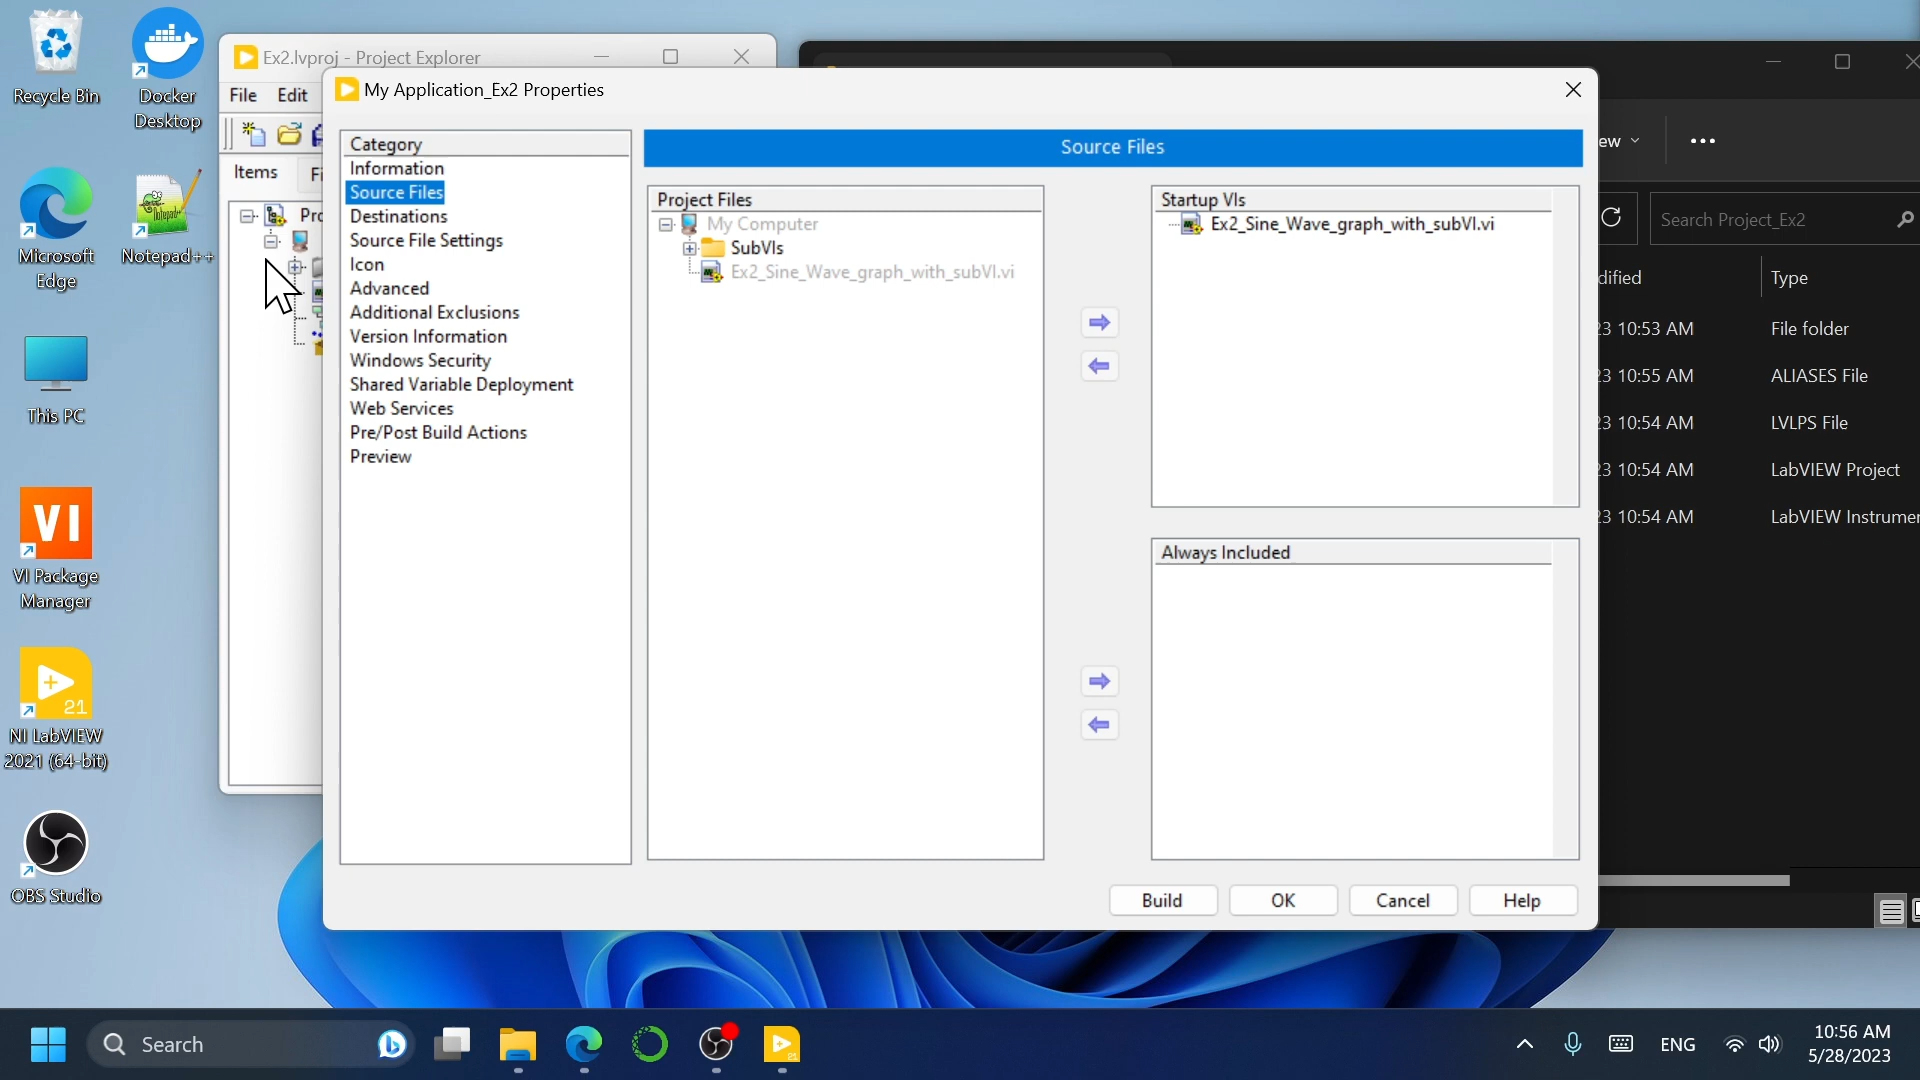 Recycle Bin
Docker
Desktop
Microsoft
Edge
Notepad++
This PC
VI
VI Package
Manager
21
NI LabVIEW
2021 (64-bit)
OBS Studio
Ex2.lvproj - Project Explorer
File Edit
Items
My Application_Ex2 Properties
Category
Information
Source Files
Destinations
Source File Settings
Icon
Advanced
Additional Exclusions
Version Information
Windows Security
Shared Variable Deployment
Web Services
Pre/Post Build Actions
Preview
Source Files
Project Files
My Computer
SubVIs
Ex2_Sine_Wave_graph_with_subVI.vi
Startup VIs
Ex2_Sine_Wave_graph_with_subVI.vi
Always Included
Build OK Cancel Help
ew
Search Project_Ex2
dified Type
23 10:53 AM File folder
23 10:55 AM ALIASES File
23 10:54 AM LVLPS File
23 10:54 AM LabVIEW Project
23 10:54 AM LabVIEW Instrumen
Search
ENG
10:56 AM
5/28/2023